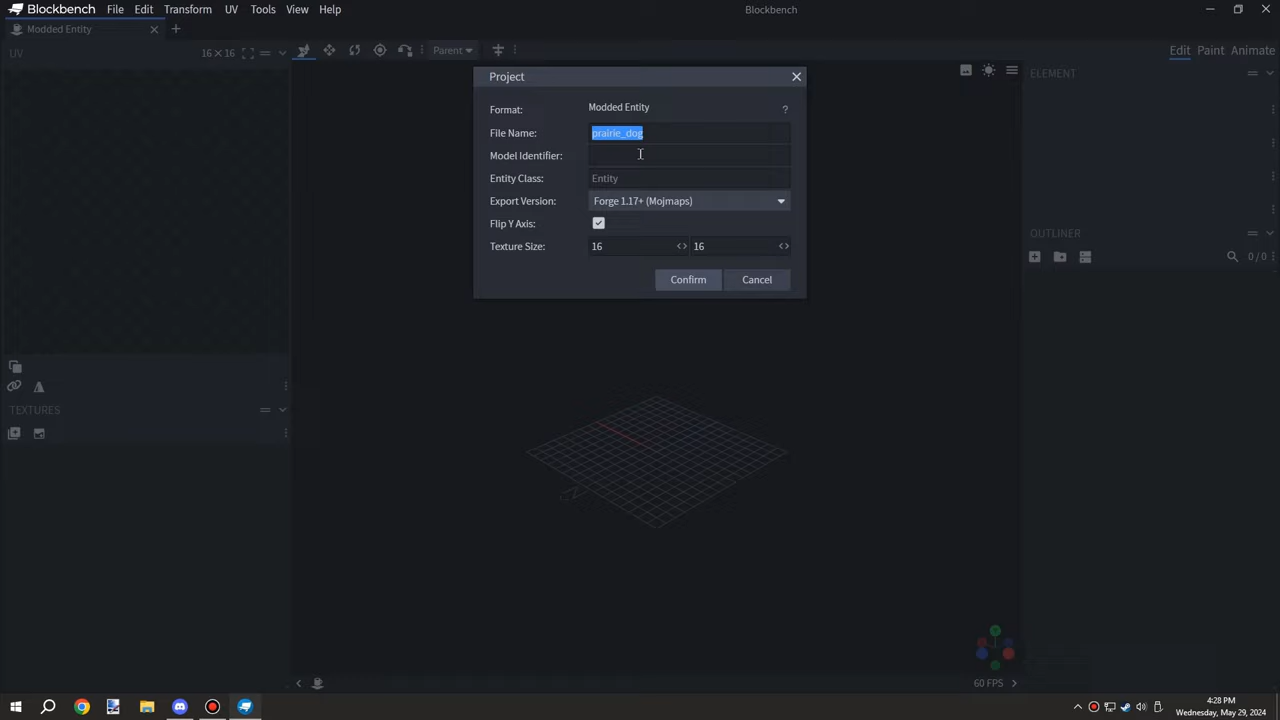 Blockbench File Edit Transform UV Tools View Help Blockbench
Modded Entity
UV 16×16 Parent Edit Paint Animate
Project
ELEMENT
Format: Modded Entity ?
File Name: prairie_dog
Model Identifier:
Entity Class: Entity
Export Version: Forge 1.17+ (Mojmaps)
Flip Y Axis:
OUTLINER
Texture Size: 16 16
0/0
Confirm Cancel
TEXTURES
60 FPS
4:28 PM
Wednesday, May 29, 2024